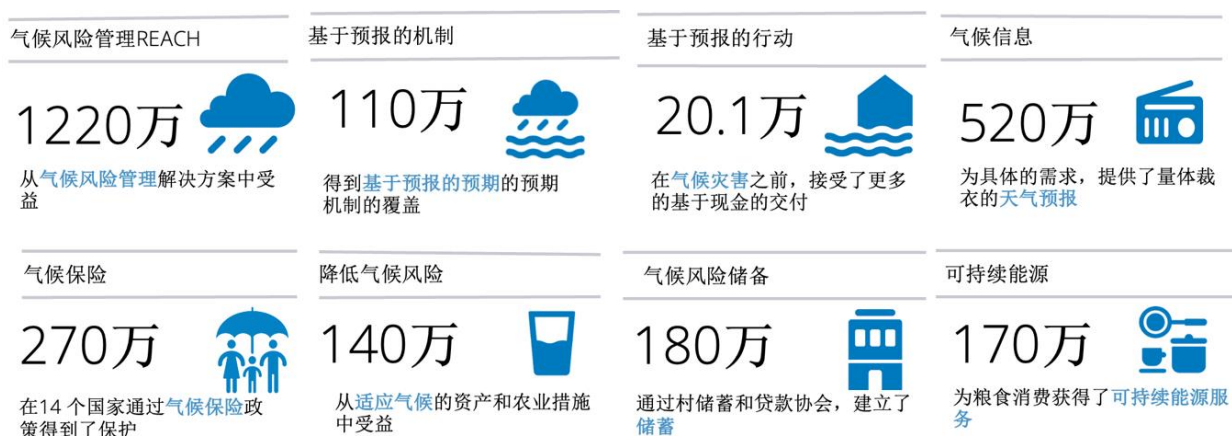 气候风险管理REACH
1220万
从气候风险管理解决方案中受
益
基于预报的机制
110万
得到基于预报的预期的预期
机制的覆盖
基于预报的行动
20.1万
在气候灾害之前，接受了更多
的基于现金的交付
气候信息
520万
为具体的需求，提供了量体裁
衣的天气预报
气候保险
270万
在14 个国家通过气候保险政
策得到了保护
降低气候风险
140万
从适应气候的资产和农业措施
中受益
气候风险储备
180万
通过村储蓄和贷款协会，建立了
储蓄
可持续能源
170万
为粮食消费获得了可持续能源服
务